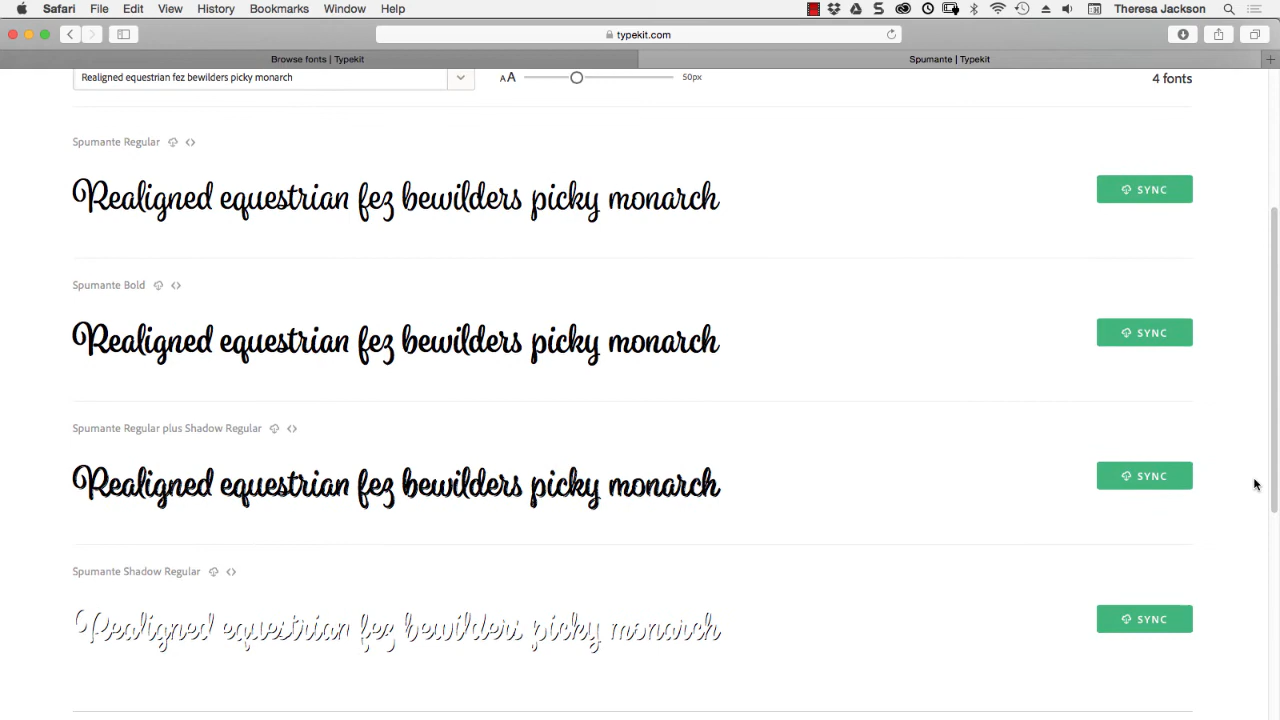 Safari File Edit View History Bookmarks Window Help Theresa Jackson
typekit.com
Browse fonts | Typekit Spumante | Typekit
Realigned equestrian fez bewilders picky monarch AA 50px 4 fonts
Spumante Regular
Realigned equestrian fez bewilders picky monarch SYNC
Spumante Bold
Realigned equestrian fez bewilders picky monarch SYNC
Spumante Regular plus Shadow Regular
Realigned equestrian fez bewilders picky monarch SYNC
Spumante Shadow Regular
Realigned equestrian fez bewilders picky monarch SYNC